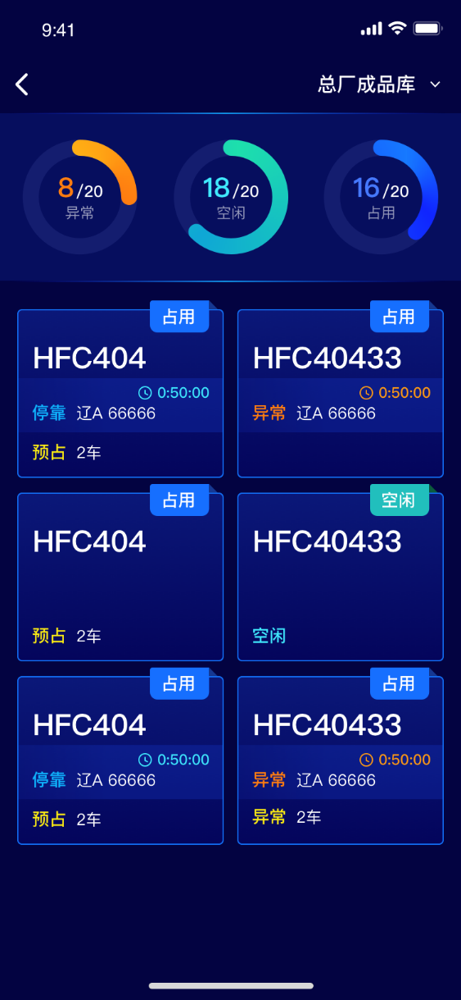 9:41
总厂成品库
8/20
异常
18/20
空闲
16/20
占用
占用
HFC404
0:50:00
停靠 辽A 66666
预占 2车
占用
HFC40433
0:50:00
异常 辽A 66666
占用
HFC404
预占 2车
空闲
HFC40433
空闲
占用
HFC404
0:50:00
停靠 辽A 66666
预占 2车
占用
HFC40433
0:50:00
异常 辽A 66666
异常 2车